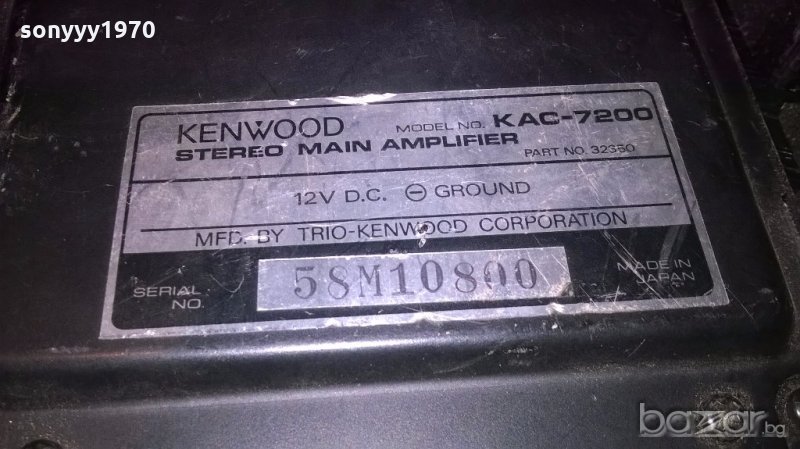 sonyyy1970
KENWOOD MODEL NO. KAC-7200
STEREO MAIN AMPLIFIER PART NO. 32350
12V D.C. ⊖ GROUND
MFD. BY TRIO-KENWOOD CORPORATION
SERIAL NO. 58M10800
MADE IN JAPAN
bazar.bg